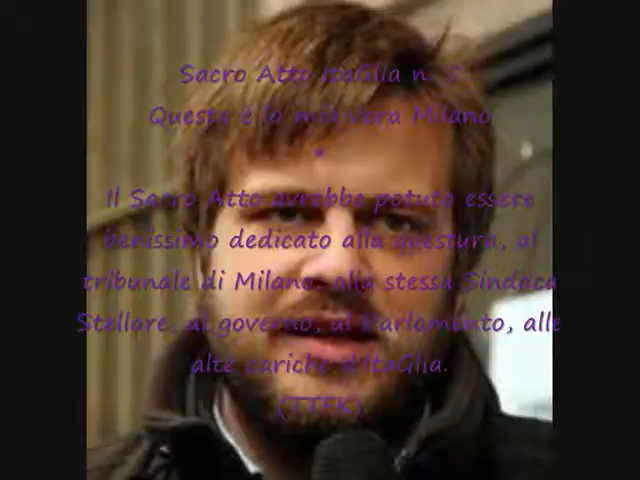 Sacro Atto ItaGlia n. 5
Questa è la mia vera Milano
*
Il Sacro Atto avrebbe potuto essere
benissimo dedicato alla questura, al
tribunale di Milano, alla stessa Sindaca
Stellare, al governo, al Parlamento, alle
alte cariche d'ItaGlia.
(TTFK)